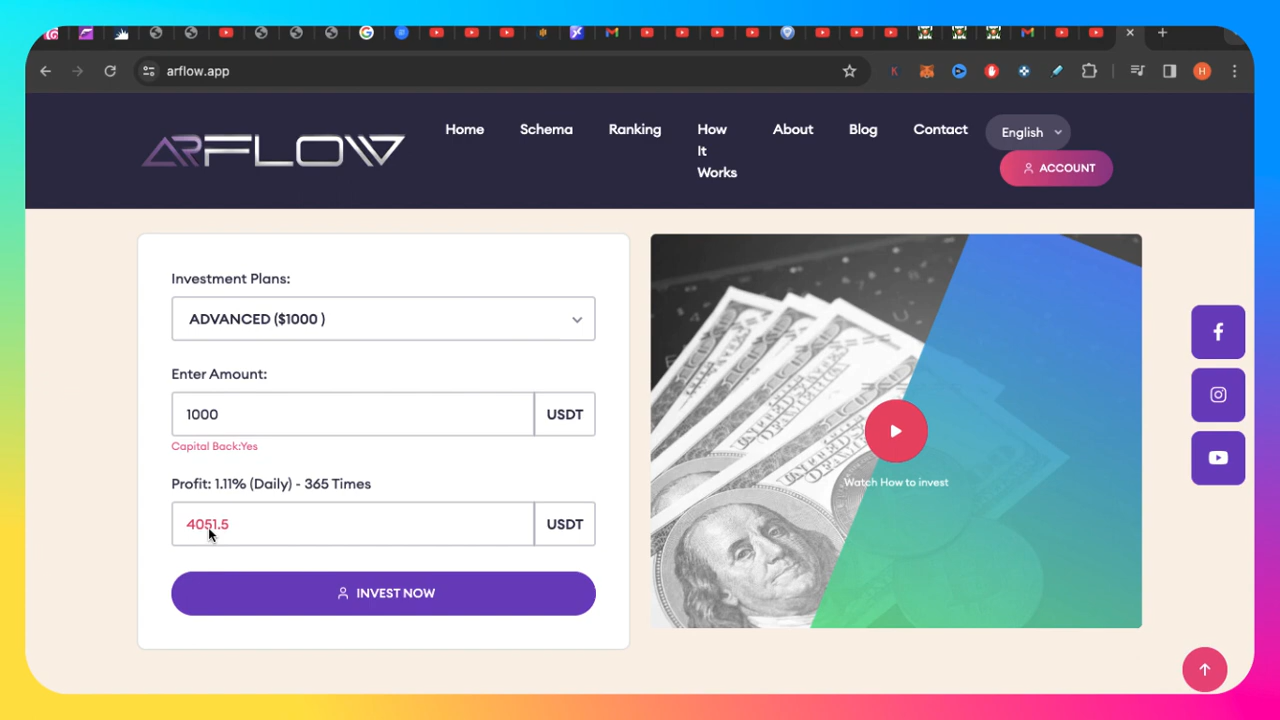 arflow.app
H
ARFLOW
Home
Schema
Ranking
How
It
Works
About
Blog
Contact
English
ACCOUNT
Investment Plans:
ADVANCED ($1000 )
Enter Amount:
1000
USDT
Capital Back:Yes
Profit: 1.11% (Daily) - 365 Times
4051.5
USDT
INVEST NOW
Watch How to invest